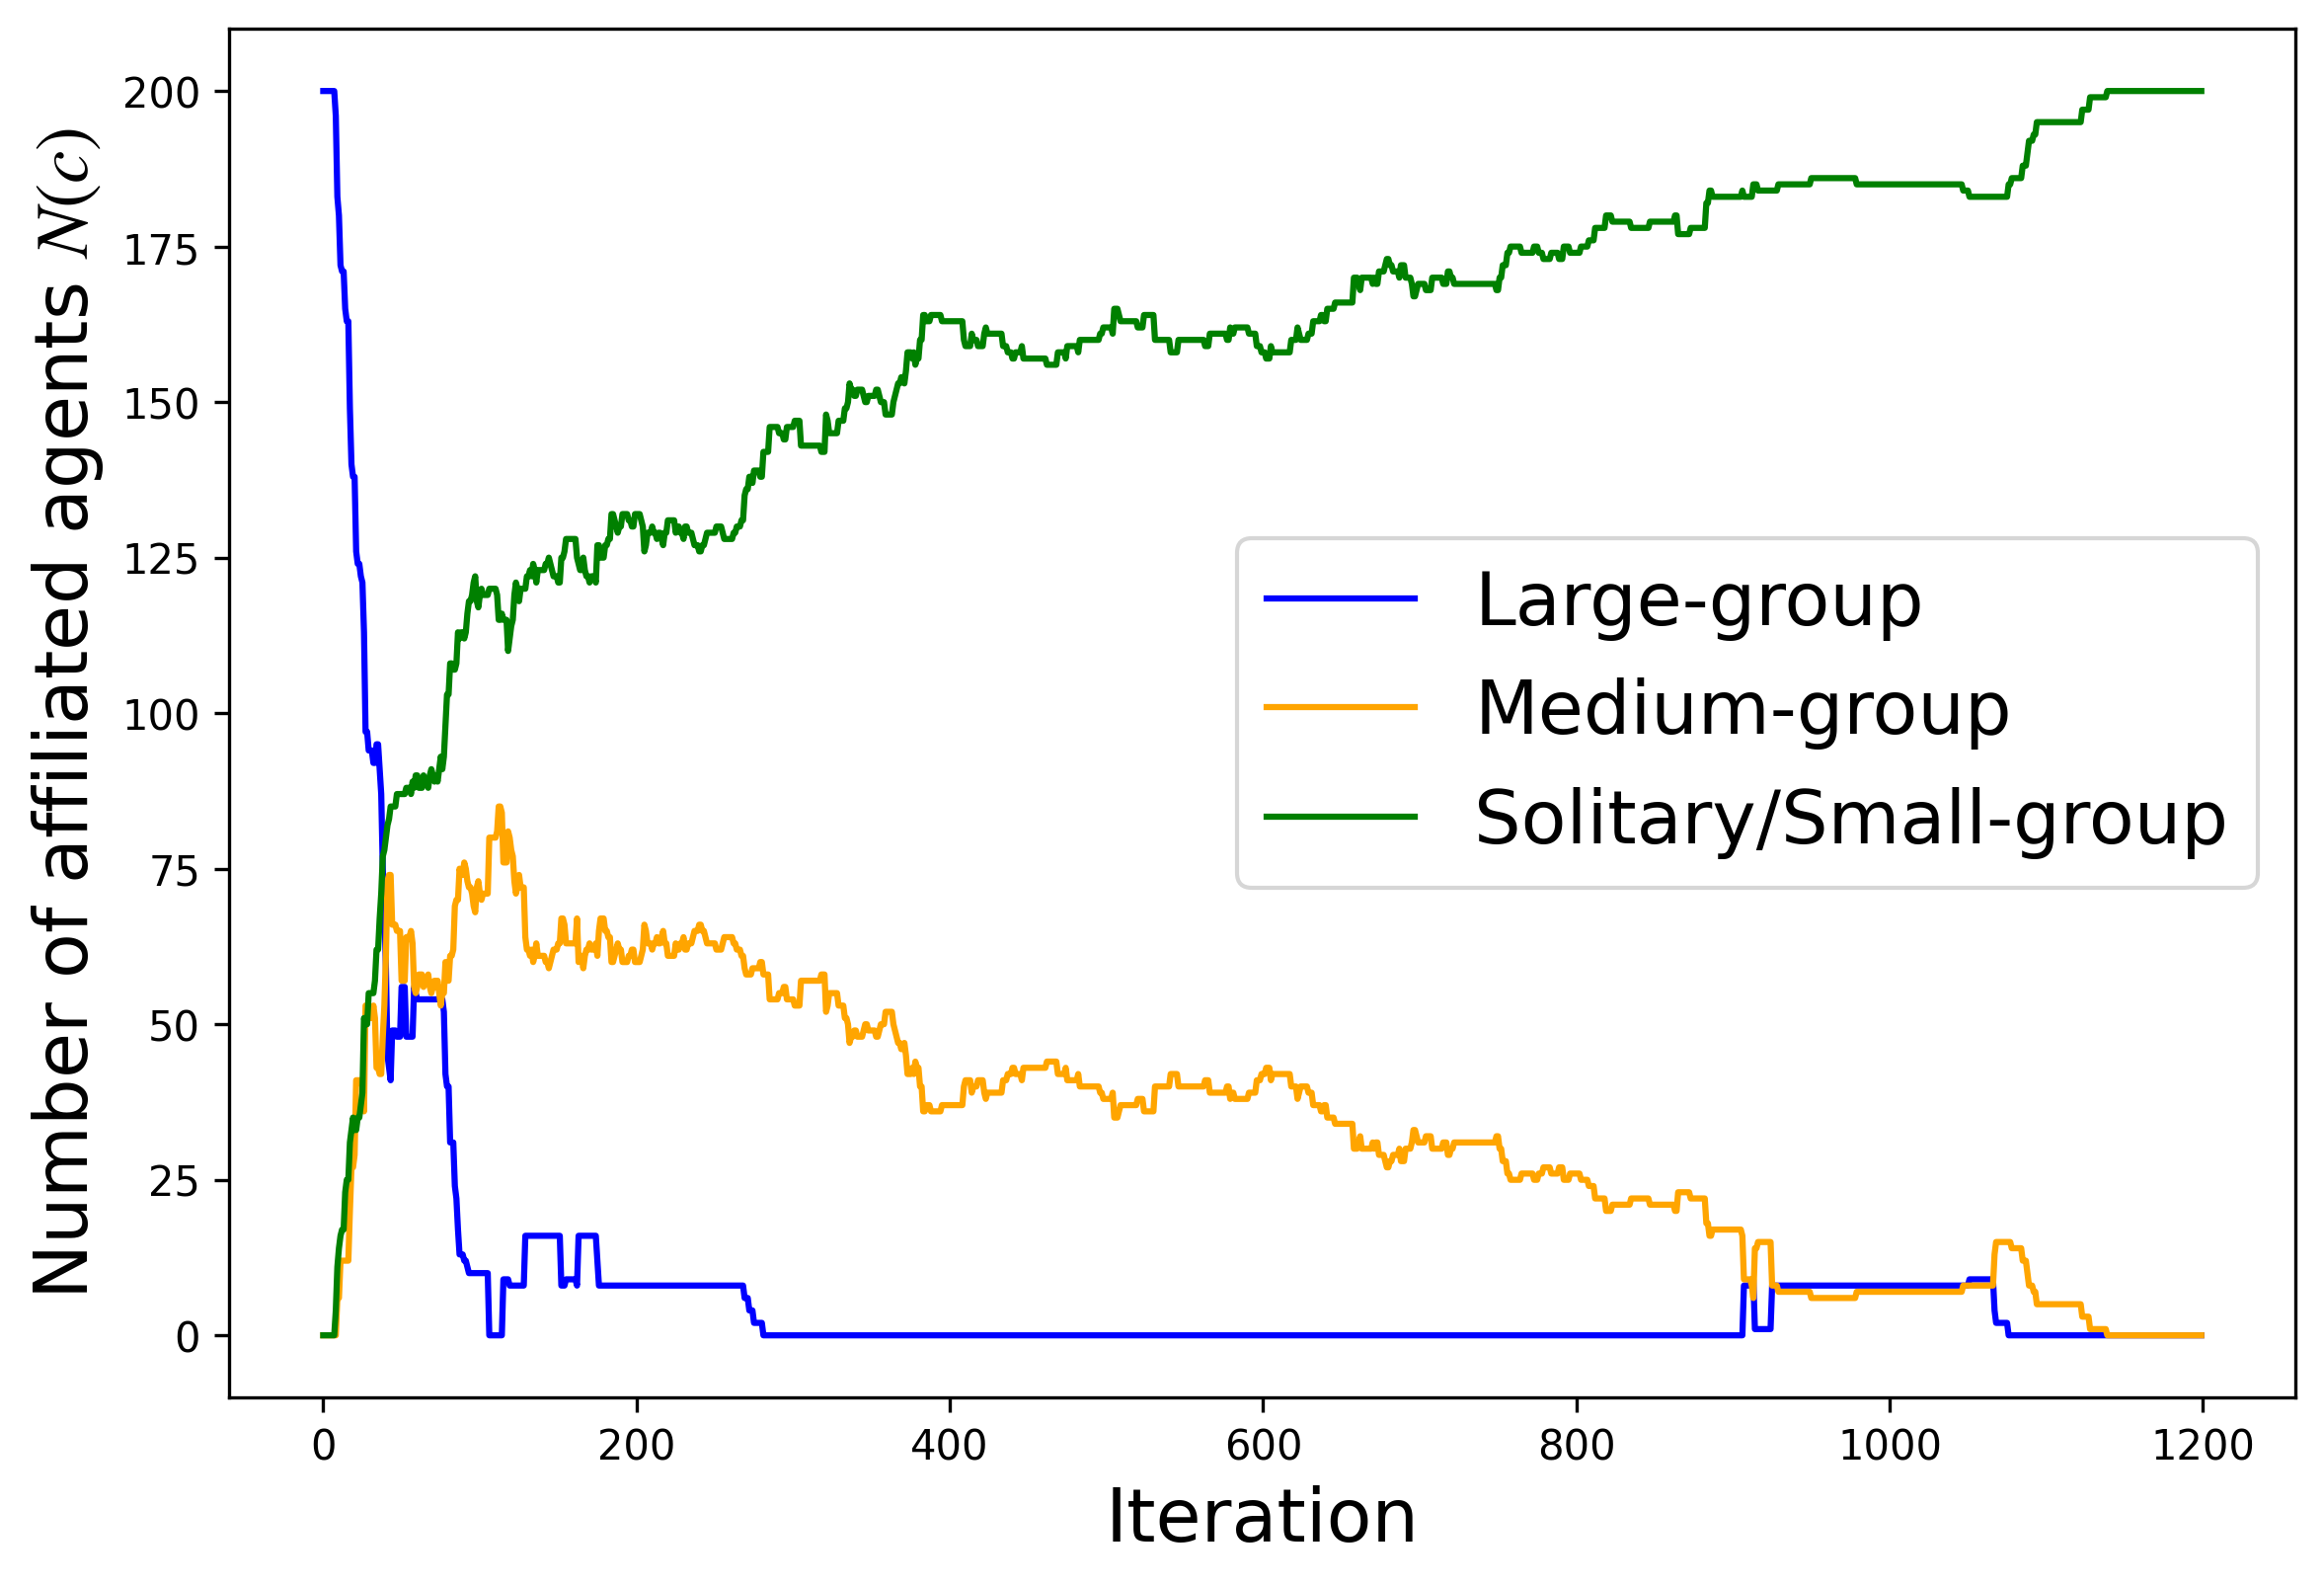 Number of affiliated agents N(c)
200
175
150
125
100
75
50
25
0
Large-group
Medium-group
Solitary/Small-group
0 200 400 600 800 1000 1200
Iteration